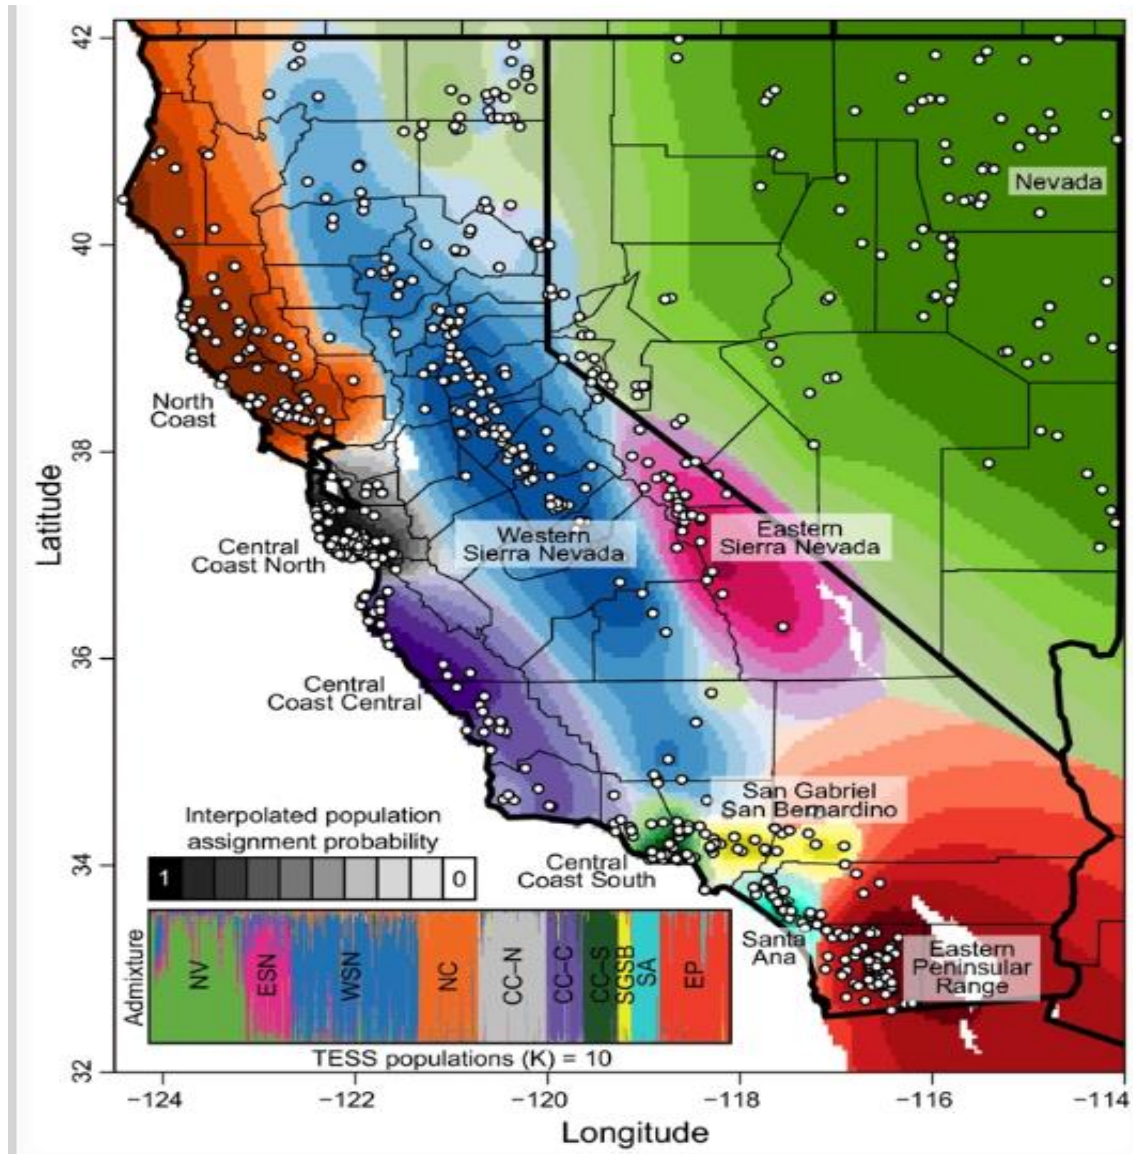 42
40
38
36
34
32
Latitude
Nevada
North
Coast
Central
Coast North
Western
Sierra Nevada
Eastern
Sierra Nevada
Central
Coast Central
San Gabriel
San Bernardino
Interpolated population
assignment probability
1
0
Central
Coast South
Santa
Ana
Eastern
Peninsular
Range
Admixture
NV
ESN
WSN
NC
CC–N
CC–C
CC–S
SGSB
SA
EP
TESS populations (K) = 10
−124
−122
−120
−118
−116
−114
Longitude